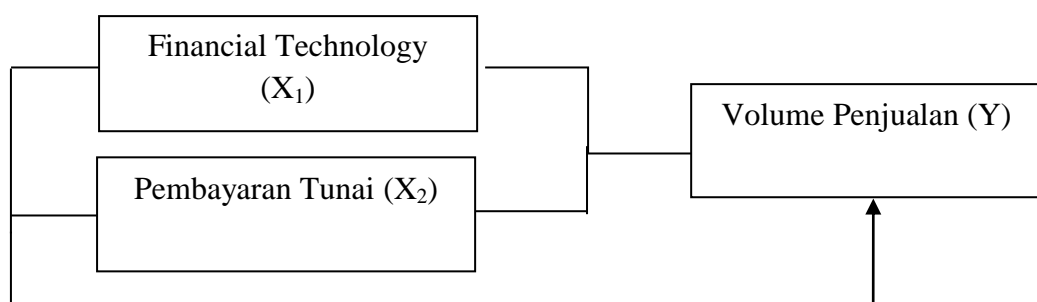 Financial Technology
(X₁)
Volume Penjualan (Y)
Pembayaran Tunai (X₂)